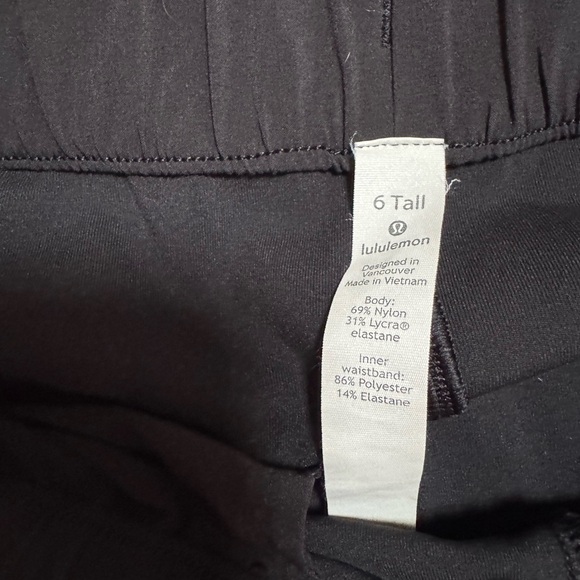 6 Tall
lululemon
Designed in
Vancouver
Made in Vietnam
Body:
69% Nylon
31% Lycra®
elastane
Inner
waistband:
86% Polyester
14% Elastane